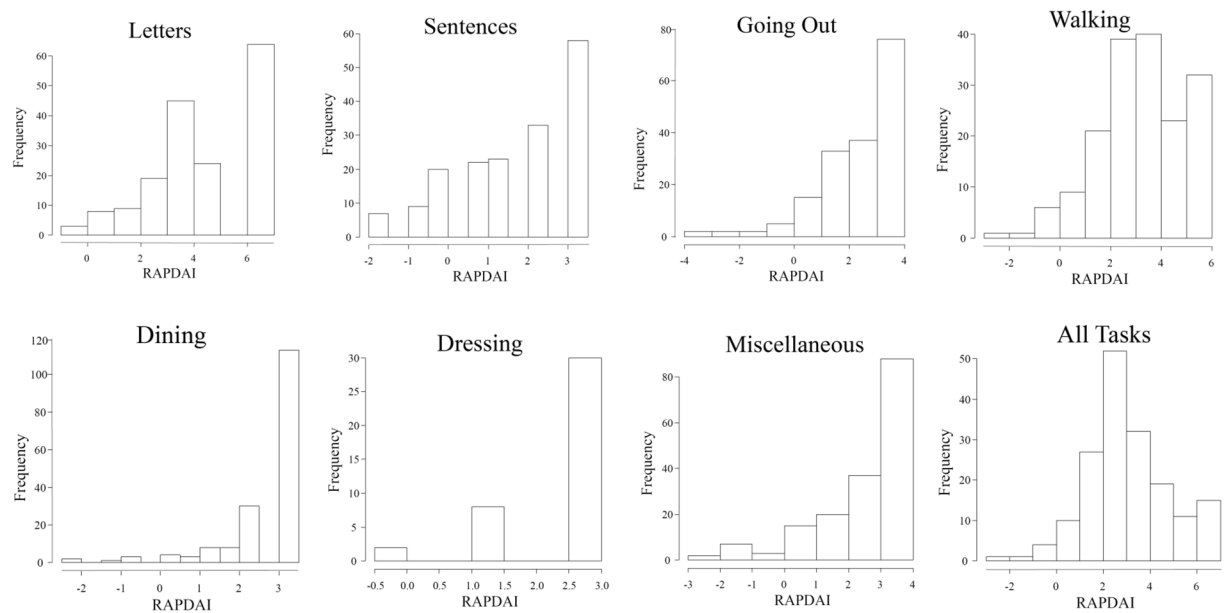 Letters
Frequency
60
50
40
30
20
10
0
0 2 4 6
RAPDAI
Sentences
Frequency
60
50
40
30
20
10
0
-2 -1 0 1 2 3
RAPDAI
Going Out
Frequency
80
60
40
20
0
-4 -2 0 2 4
RAPDAI
Walking
Frequency
40
30
20
10
0
-2 0 2 4 6
RAPDAI
Dining
Frequency
120
100
80
60
40
20
0
-2 -1 0 1 2 3
RAPDAI
Dressing
Frequency
30
25
20
15
10
5
0
-0.5 0.0 1.0 1.5 2.0 2.5 3.0
RAPDAI
Miscellaneous
Frequency
80
60
40
20
0
-3 -2 0 1 2 3 4
RAPDAI
All Tasks
Frequency
50
40
30
20
10
0
-2 0 2 4 6
RAPDAI